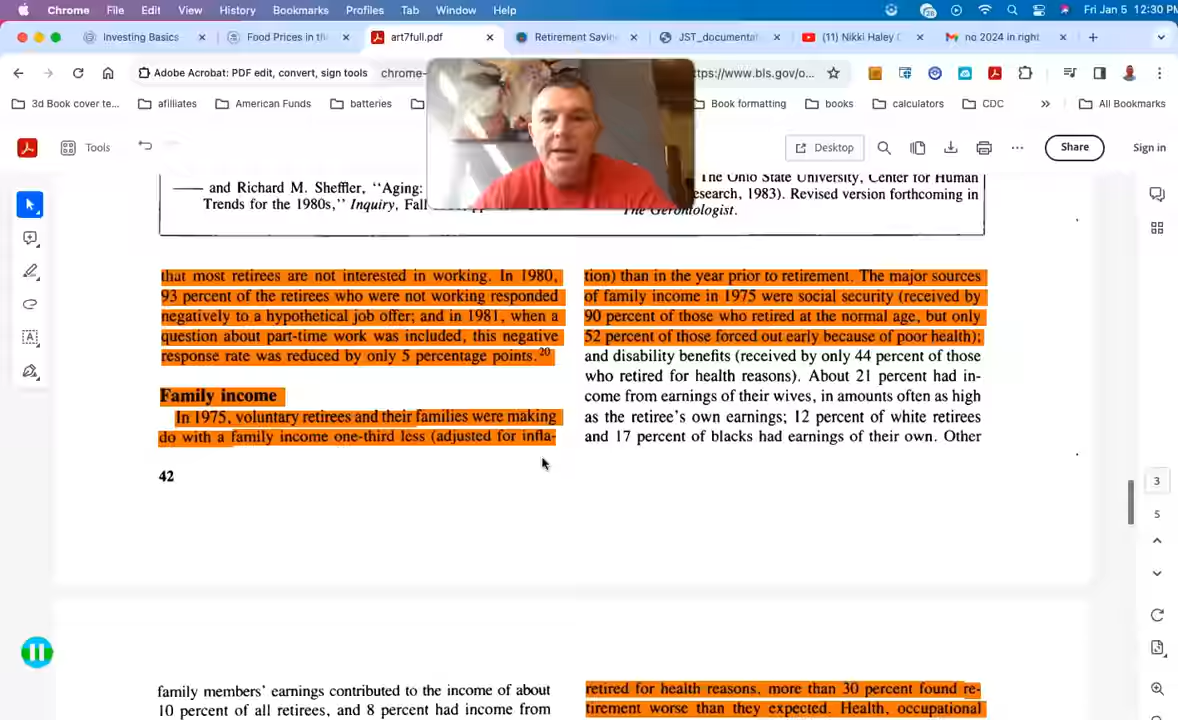 Chrome File Edit View History Bookmarks Profiles Tab Window Help
28
Fri Jan 5 12:30 PM
Investing Basics
Food Prices in th
art7full.pdf
Retirement Savin
JST_documentat
(11) Nikki Haley
no 2024 in right
Adobe Acrobat: PDF edit, convert, sign tools
chrome-
ttps://www.bls.gov/o...
3d Book cover te...
afilliates
American Funds
batteries
Book formatting
books
calculators
CDC
All Bookmarks
Tools
Desktop
Share
Sign in
and Richard M. Sheffler, “Aging:
Trends for the 1980s,” Inquiry, Fall
The Ohio State University, Center for Human
esearch, 1983). Revised version forthcoming in
The Gerontologist.
that most retirees are not interested in working. In 1980,
93 percent of the retirees who were not working responded
negatively to a hypothetical job offer; and in 1981, when a
question about part-time work was included, this negative
response rate was reduced by only 5 percentage points.20
Family income
In 1975, voluntary retirees and their families were making
do with a family income one-third less (adjusted for infla-
42
tion) than in the year prior to retirement. The major sources
of family income in 1975 were social security (received by
90 percent of those who retired at the normal age, but only
52 percent of those forced out early because of poor health);
and disability benefits (received by only 44 percent of those
who retired for health reasons). About 21 percent had in-
come from earnings of their wives, in amounts often as high
as the retiree's own earnings; 12 percent of white retirees
and 17 percent of blacks had earnings of their own. Other
3
5
family members' earnings contributed to the income of about
10 percent of all retirees, and 8 percent had income from
retired for health reasons, more than 30 percent found re-
tirement worse than they expected. Health, occupational